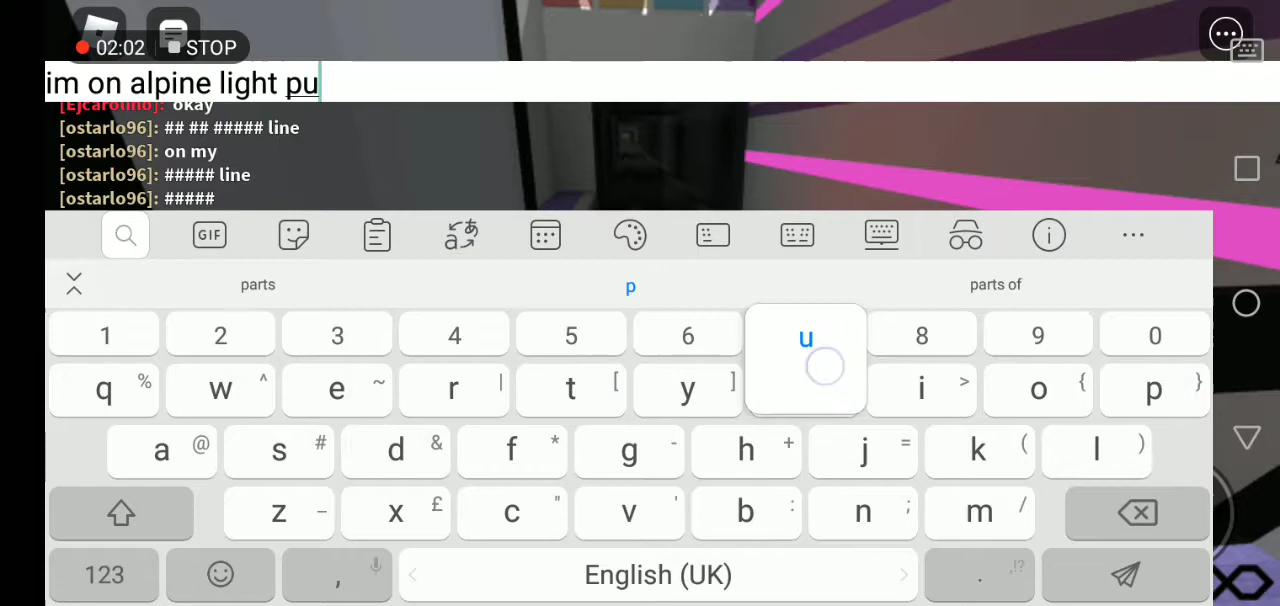 02:02 STOP
im on alpine light pu
[Ejcarolino]: okay
[ostarlo96]: ## ## ##### line
[ostarlo96]: on my
[ostarlo96]: ##### line
[ostarlo96]: #####
GIF
parts p parts of
1 2 3 4 5 6 u 8 9 0
q % w ^ e ~ r | t [ y ] i > o { p }
a @ s # d & f * g - h + j = k ( l )
z _ x £ c " v ' b : n ; m /
123 , English (UK) . ,!?